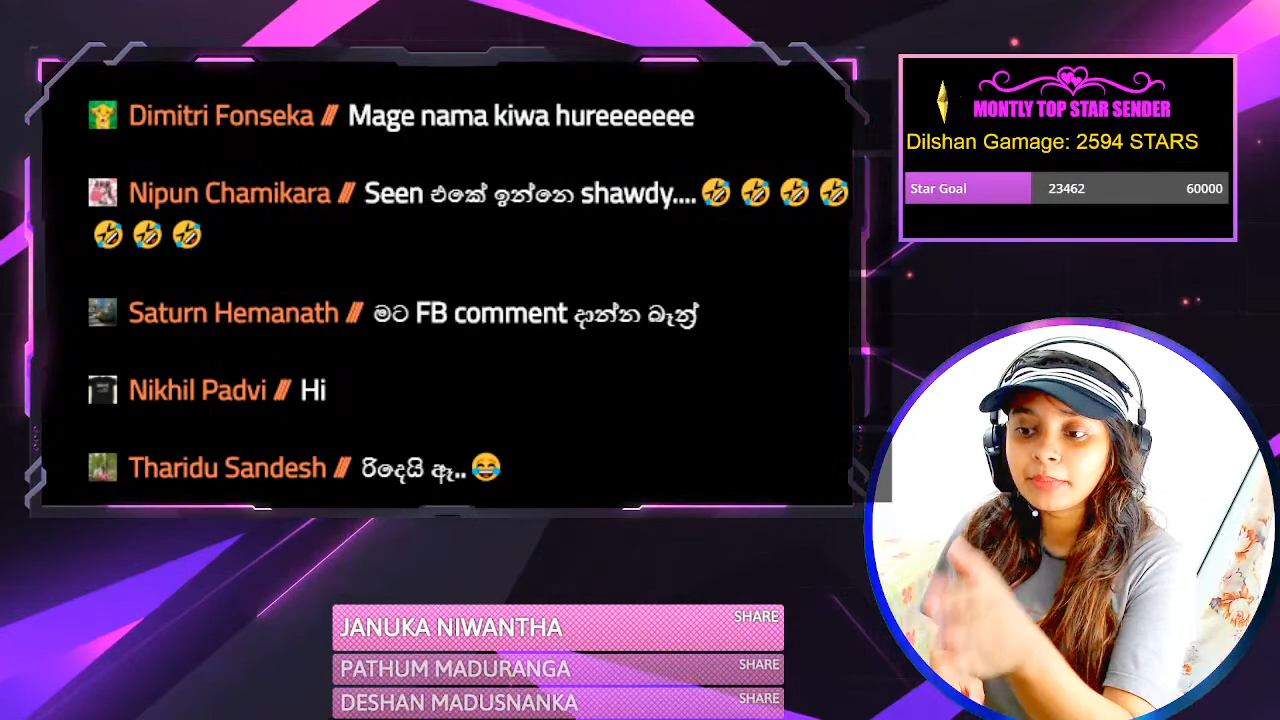 Dimitri Fonseka /// Mage nama kiwa hureeeeeee
Nipun Chamikara /// Seen එකේ ඉන්නෙ shawdy.... 🤣 🤣 🤣 🤣
🤣 🤣 🤣
Saturn Hemanath /// මට FB comment දාන්න බෑත්‍ර්
Nikhil Padvi /// Hi
Tharidu Sandesh /// රිදෙයි ඈ.. 😂
MONTLY TOP STAR SENDER
Dilshan Gamage: 2594 STARS
Star Goal 23462 60000
JANUKA NIWANTHA SHARE
PATHUM MADURANGA SHARE
DESHAN MADUSNANKA SHARE